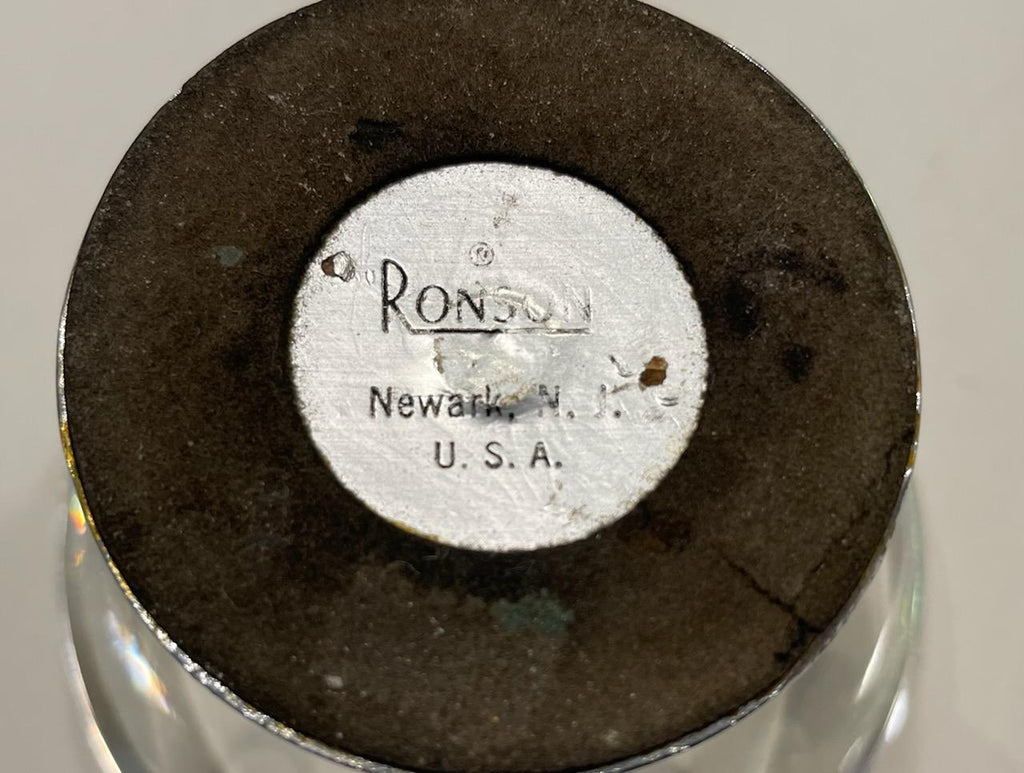 ®
RONSON
Newark, N. J.
U. S. A.